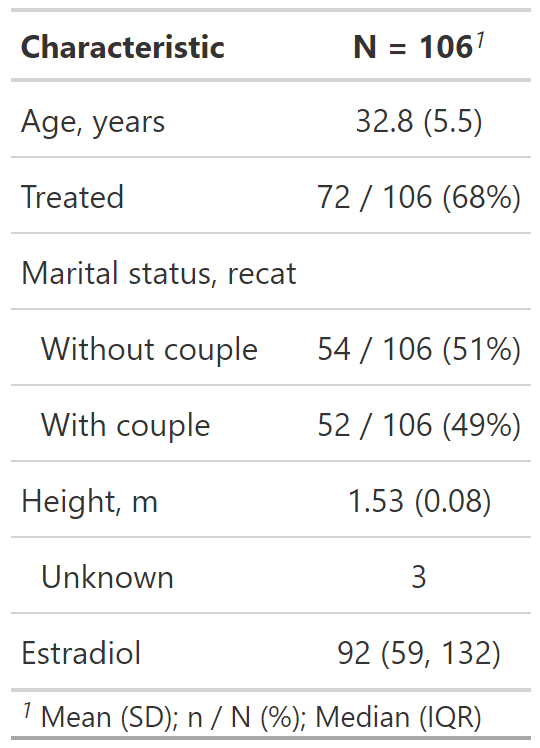 Characteristic N = 106¹
Age, years 32.8 (5.5)
Treated 72 / 106 (68%)
Marital status, recat
Without couple 54 / 106 (51%)
With couple 52 / 106 (49%)
Height, m 1.53 (0.08)
Unknown 3
Estradiol 92 (59, 132)
¹ Mean (SD); n / N (%); Median (IQR)